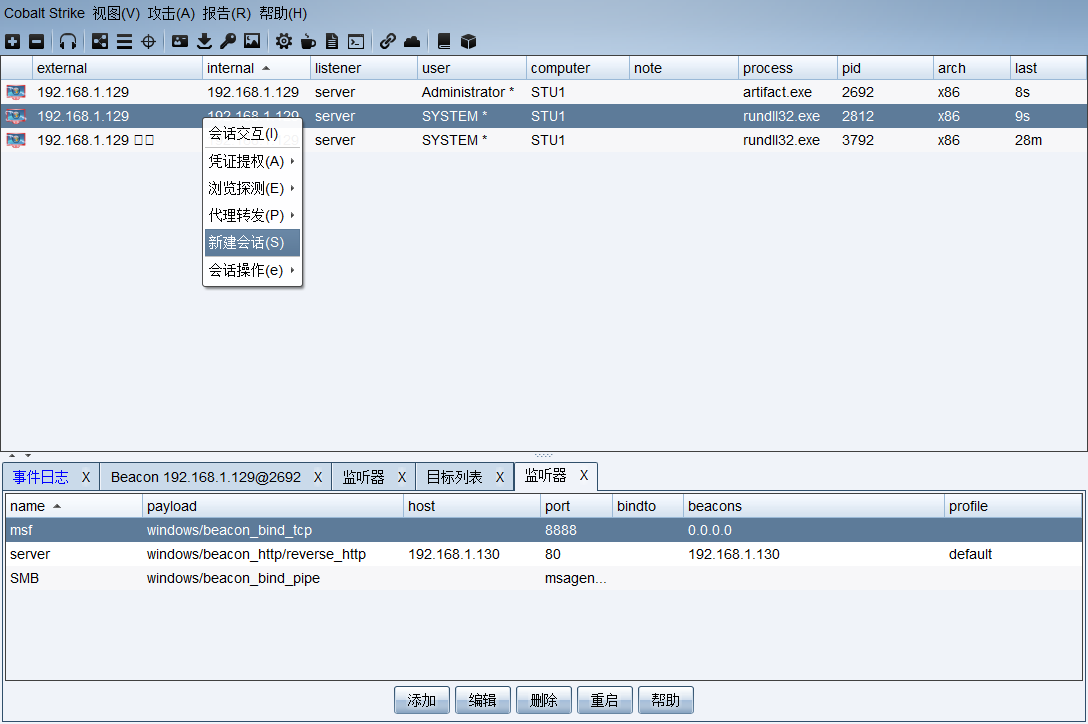 Cobalt Strike 视图(V) 攻击(A) 报告(R) 帮助(H)
external internal listener user computer note process pid arch last
192.168.1.129 192.168.1.129 server Administrator * STU1 artifact.exe 2692 x86 8s
192.168.1.129 192.168.1.129 server SYSTEM * STU1 rundll32.exe 2812 x86 9s
192.168.1.129 □□ server SYSTEM * STU1 rundll32.exe 3792 x86 28m
会话交互(I)
凭证提权(A)
浏览探测(E)
代理转发(P)
新建会话(S)
会话操作(e)
事件日志 X Beacon 192.168.1.129@2692 X 监听器 X 目标列表 X 监听器 X
name payload host port bindto beacons profile
msf windows/beacon_bind_tcp 8888 0.0.0.0
server windows/beacon_http/reverse_http 192.168.1.130 80 192.168.1.130 default
SMB windows/beacon_bind_pipe msagen...
添加 编辑 删除 重启 帮助